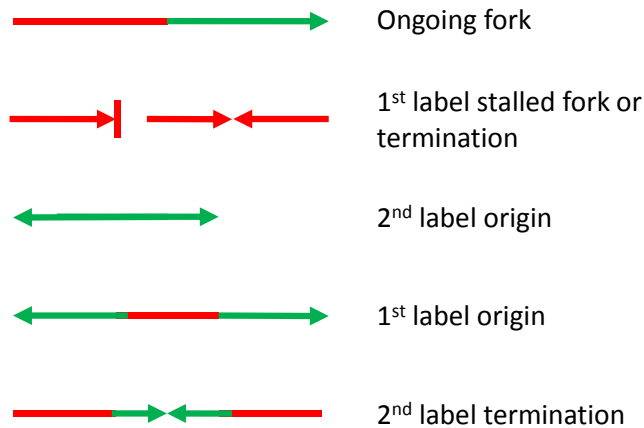 Ongoing fork
1st label stalled fork or
termination
2nd label origin
1st label origin
2nd label termination